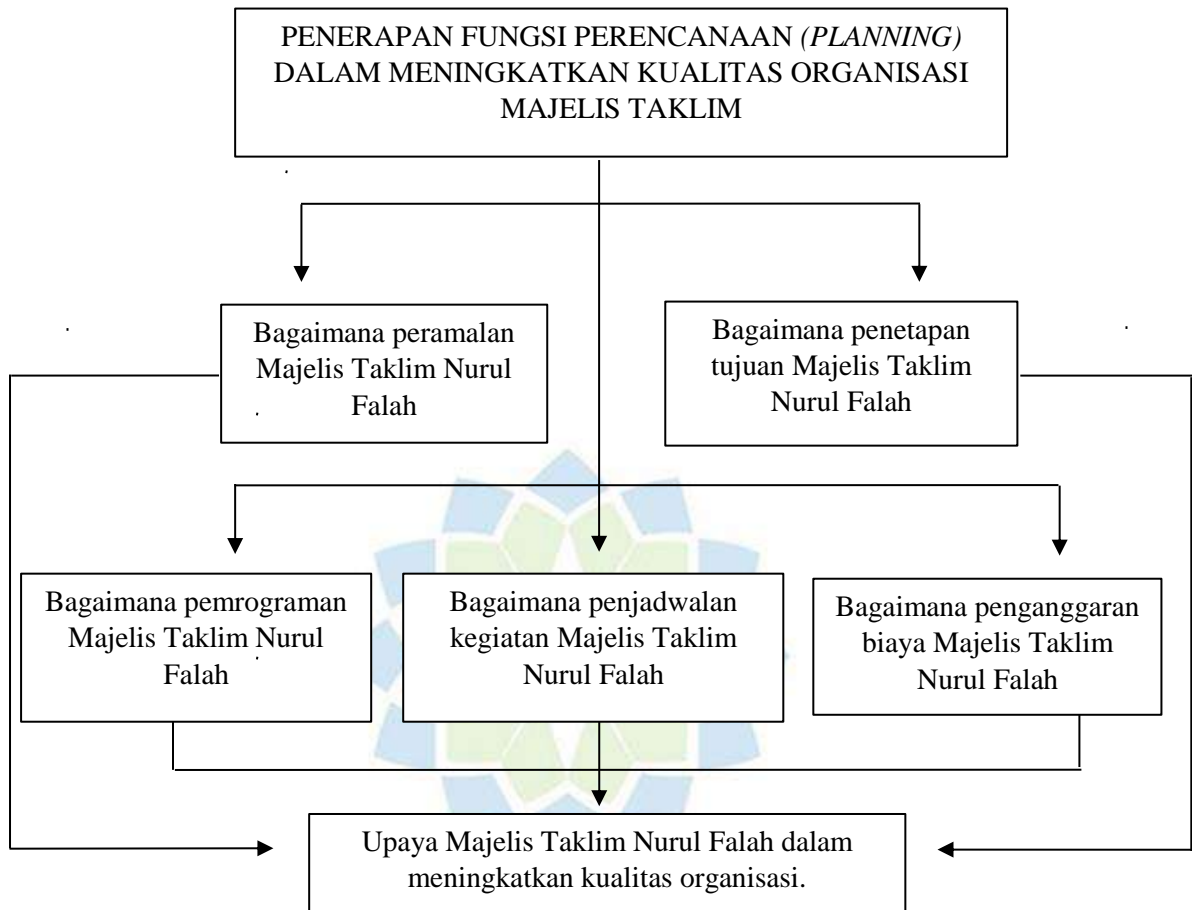 PENERAPAN FUNGSI PERENCANAAN (PLANNING)
DALAM MENINGKATKAN KUALITAS ORGANISASI
MAJELIS TAKLIM
Bagaimana peramalan
Majelis Taklim Nurul
Falah
Bagaimana penetapan
tujuan Majelis Taklim
Nurul Falah
Bagaimana pemrograman
Majelis Taklim Nurul
Falah
Bagaimana penjadwalan
kegiatan Majelis Taklim
Nurul Falah
Bagaimana penganggaran
biaya Majelis Taklim
Nurul Falah
Upaya Majelis Taklim Nurul Falah dalam
meningkatkan kualitas organisasi.